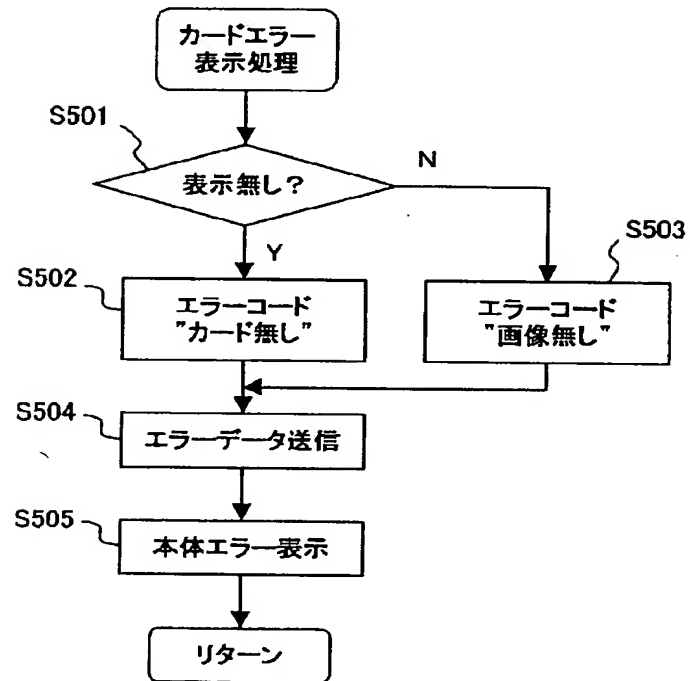 カードエラー
表示処理
S501
表示無し？
N
Y
S503
S502
エラーコード
"カード無し"
エラーコード
"画像無し"
S504
エラーデータ送信
S505
本体エラー表示
リターン